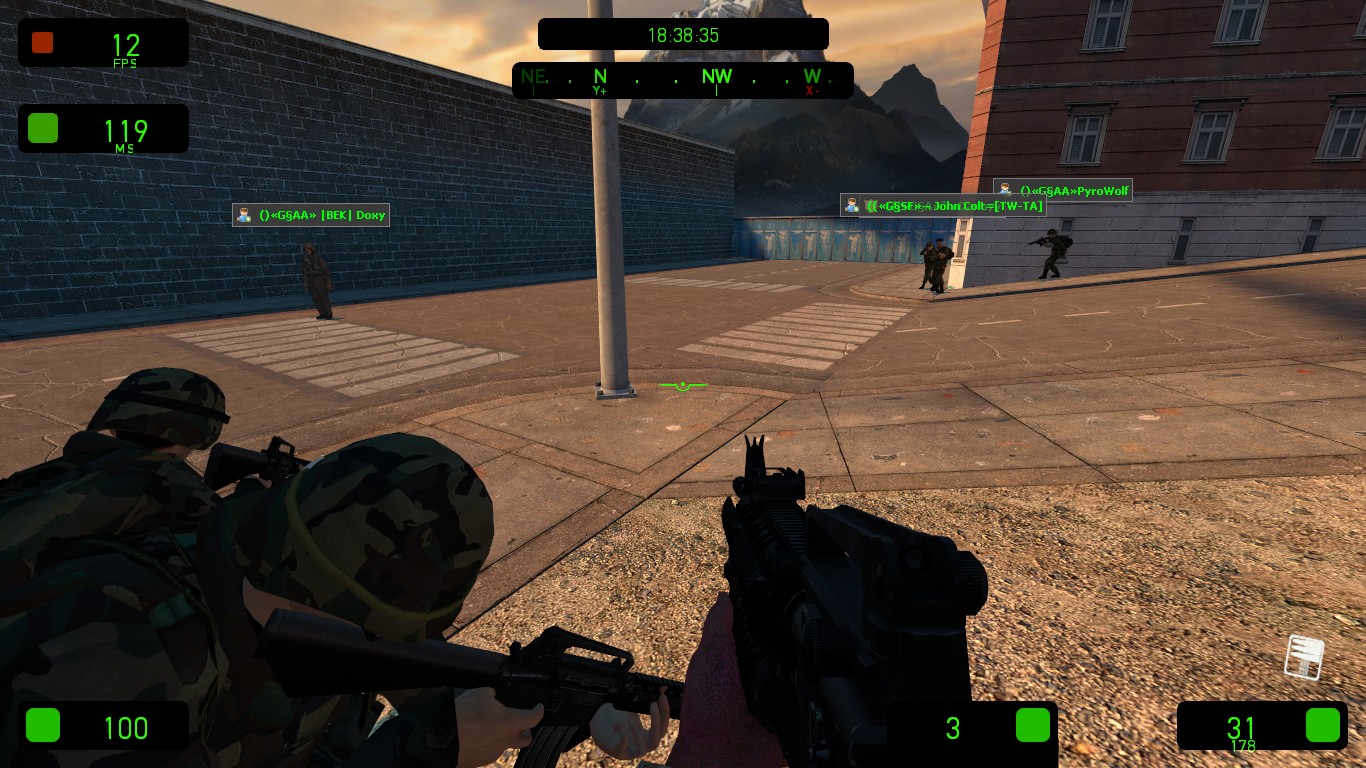 12
FPS
18:38:35
NE N NW W
Y+ X-
119
MS
()«G§AA»PyroWolf
()«G§AA» |BEK| Doxy
John Colt=[TW-TA]
100
3
31
178